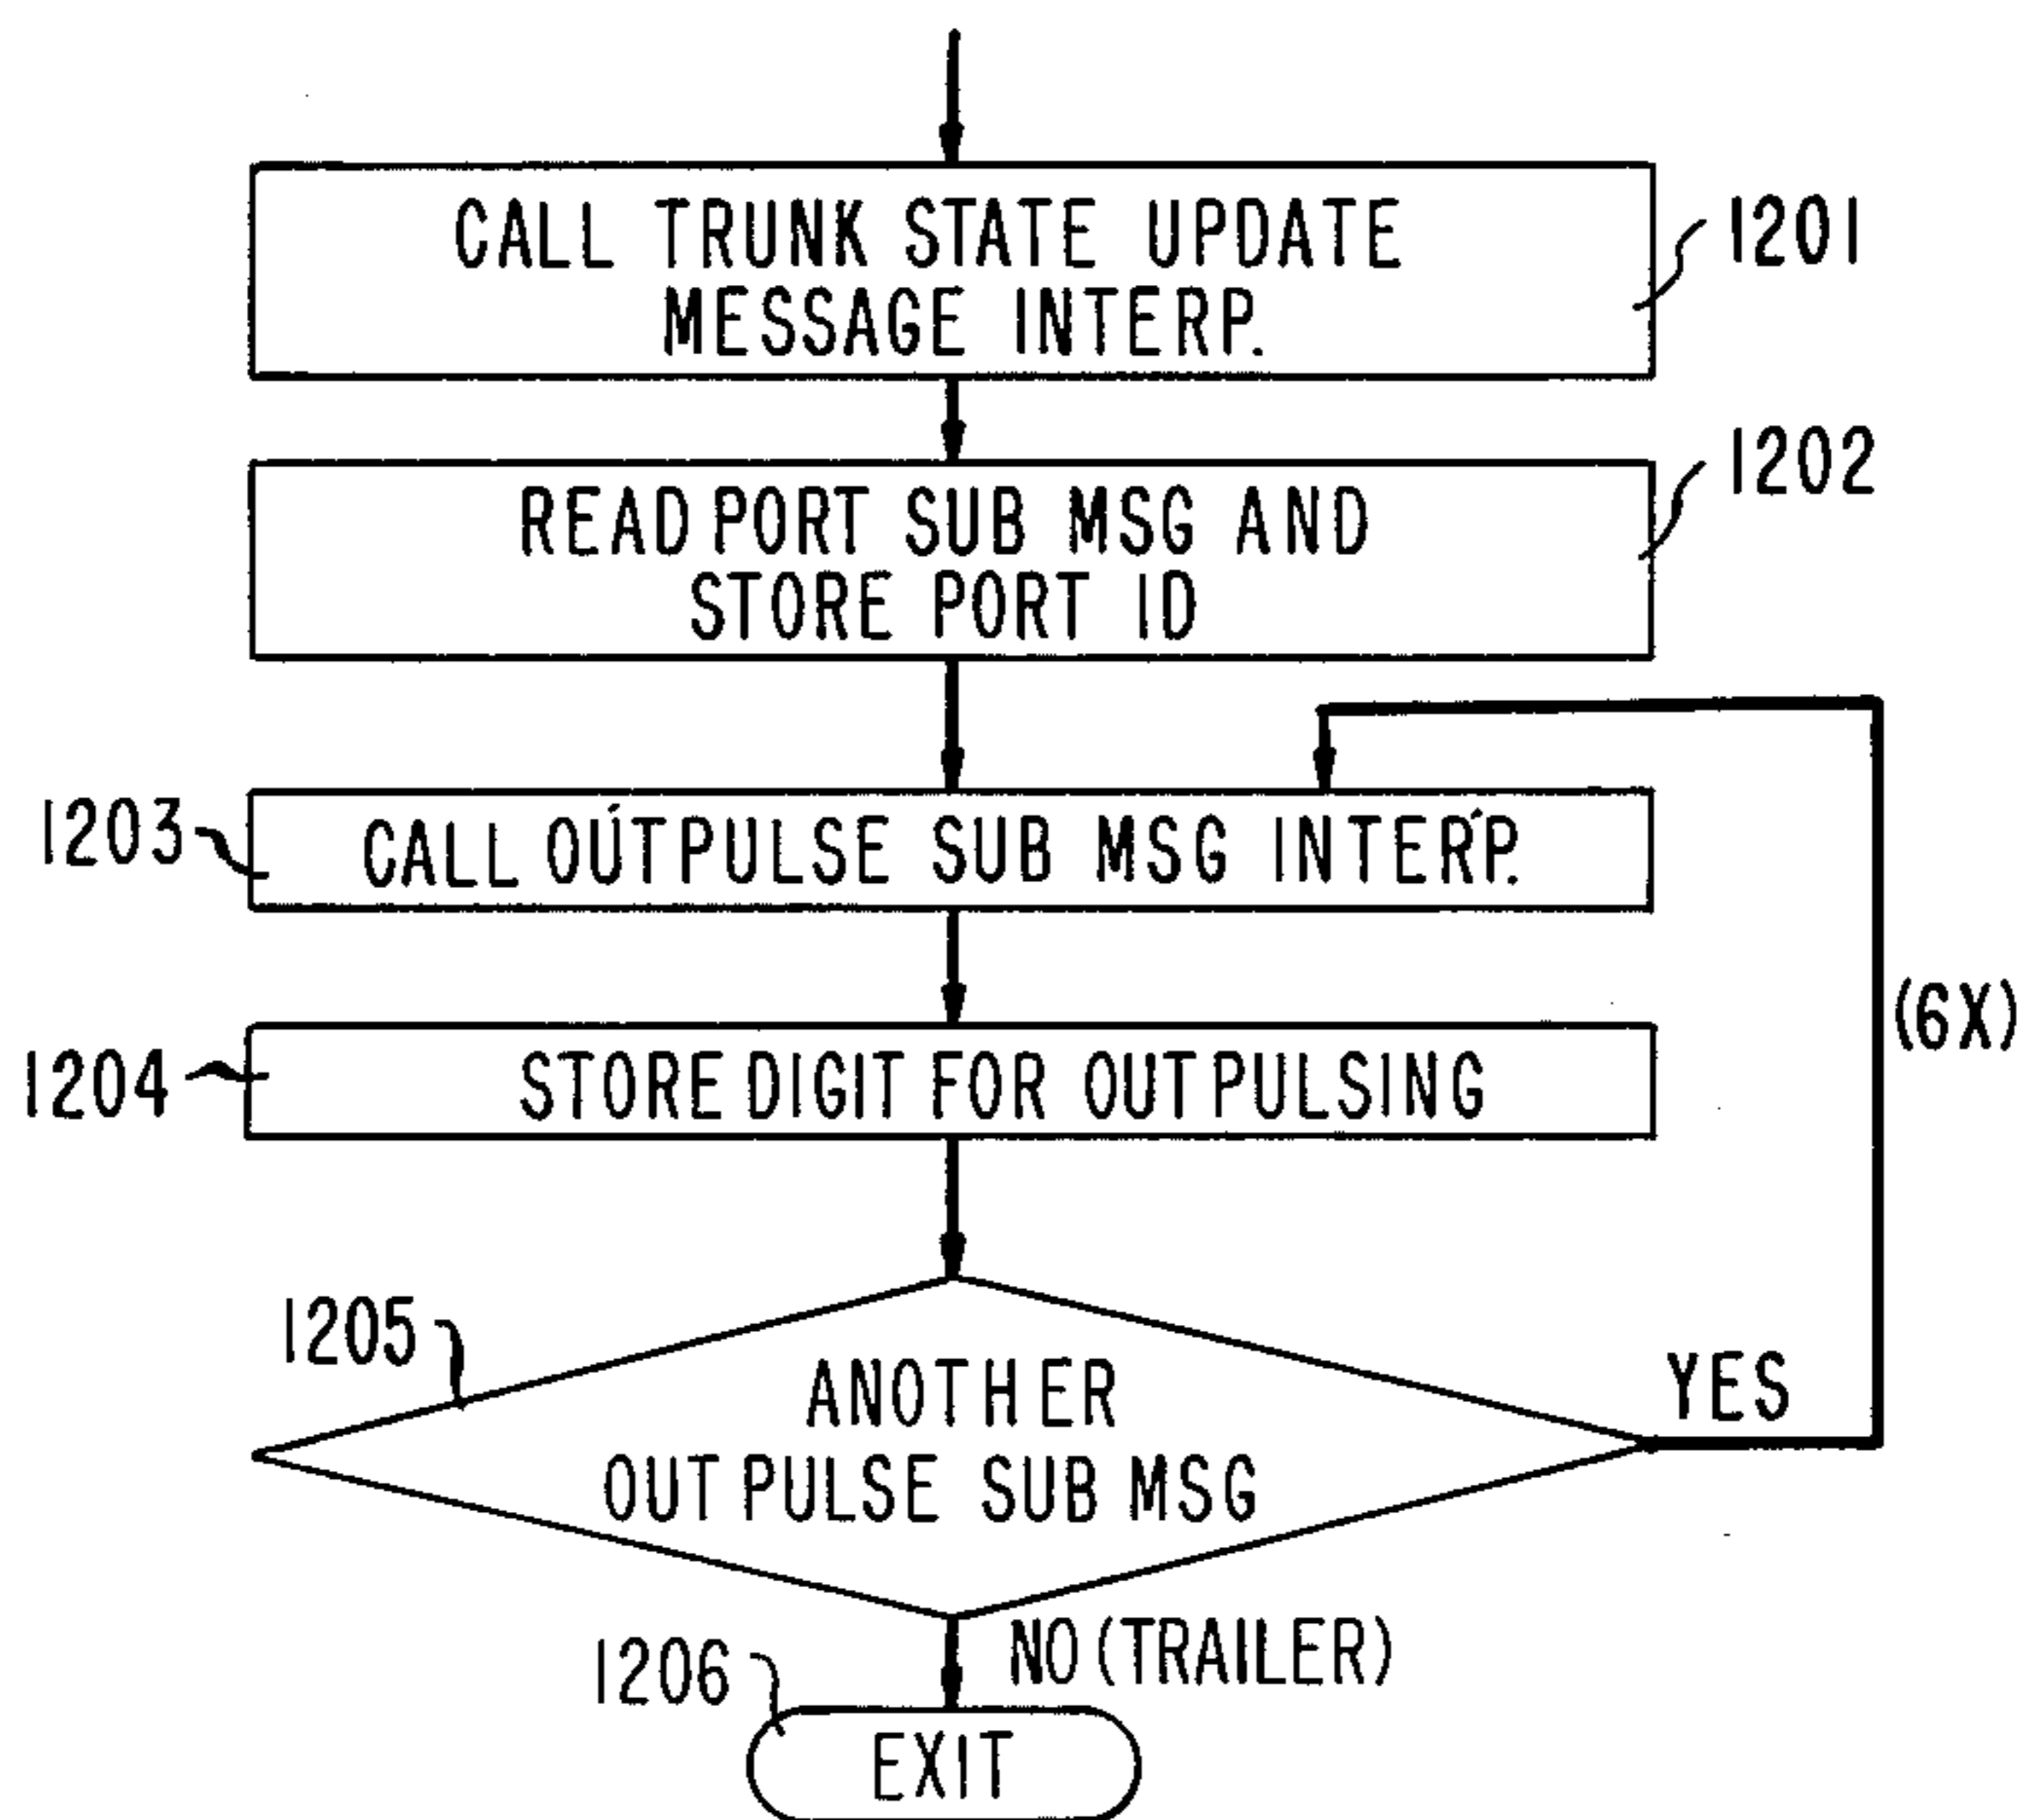 CALL TRUNK STATE UPDATE
MESSAGE INTERP.
1201
READ PORT SUB MSG AND
STORE PORT ID
1202
1203
CALL OUTPULSE SUB MSG INTERP.
(6X)
1204
STORE DIGIT FOR OUTPULSING
1205
ANOTHER
OUTPULSE SUB MSG
YES
NO (TRAILER)
1206
EXIT